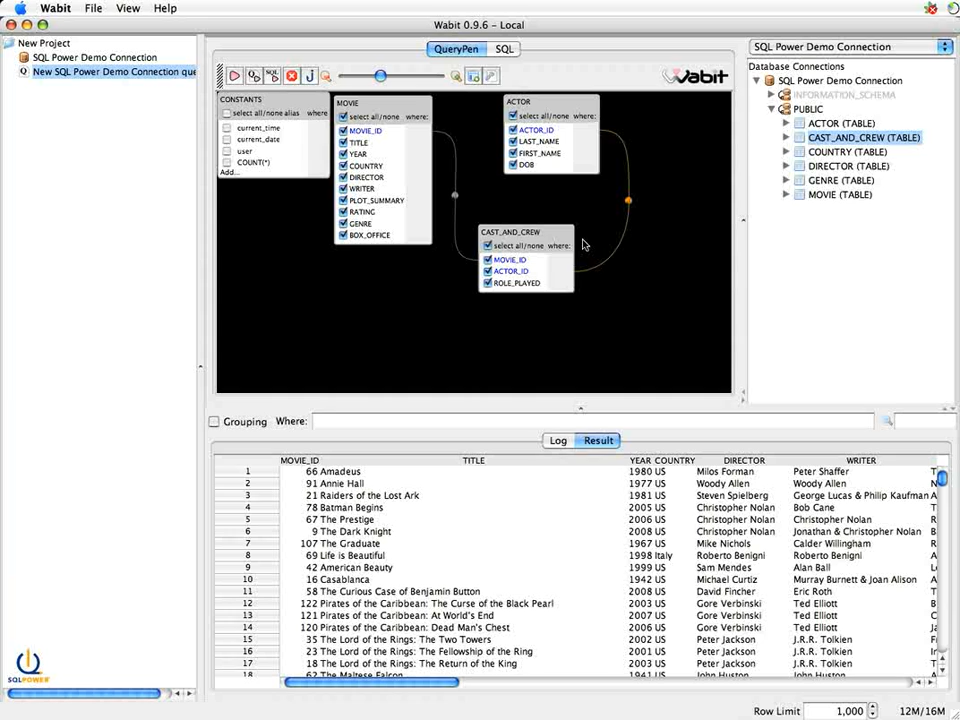 Wabit File View Help
Wabit 0.9.6 - Local
New Project
SQL Power Demo Connection
New SQL Power Demo Connection que
SQLPOWER
QueryPen SQL
Wabit
CONSTANTS
select all/none alias where
current_time
current_date
user
COUNT(*)
Add...
MOVIE
select all/none where:
MOVIE_ID
TITLE
YEAR
COUNTRY
DIRECTOR
WRITER
PLOT_SUMMARY
RATING
GENRE
BOX_OFFICE
ACTOR
select all/none where:
ACTOR_ID
LAST_NAME
FIRST_NAME
DOB
CAST_AND_CREW
select all/none where:
MOVIE_ID
ACTOR_ID
ROLE_PLAYED
SQL Power Demo Connection
Database Connections
SQL Power Demo Connection
INFORMATION_SCHEMA
PUBLIC
ACTOR (TABLE)
CAST_AND_CREW (TABLE)
COUNTRY (TABLE)
DIRECTOR (TABLE)
GENRE (TABLE)
MOVIE (TABLE)
Grouping Where:
Log Result
MOVIE_ID TITLE YEAR COUNTRY DIRECTOR WRITER
1 66 Amadeus 1980 US Milos Forman Peter Shaffer T
2 91 Annie Hall 1977 US Woody Allen Woody Allen N
3 21 Raiders of the Lost Ark 1981 US Steven Spielberg George Lucas & Philip Kaufman A
4 78 Batman Begins 2005 US Christopher Nolan Bob Cane T
5 67 The Prestige 2006 US Christopher Nolan Christopher Nolan R
6 9 The Dark Knight 2008 US Christopher Nolan Jonathan & Christopher Nolan B
7 107 The Graduate 1967 US Mike Nichols Calder Willingham R
8 69 Life is Beautiful 1998 Italy Roberto Benigni Roberto Benigni A
9 42 American Beauty 1999 US Sam Mendes Alan Ball L
10 16 Casablanca 1942 US Michael Curtiz Murray Burnett & Joan Alison I
11 58 The Curious Case of Benjamin Button 2008 US David Fincher Eric Roth T
12 122 Pirates of the Caribbean: The Curse of the Black Pearl 2003 US Gore Verbinski Ted Elliott B
13 121 Pirates of the Caribbean: At World's End 2007 US Gore Verbinski Ted Elliott C
14 120 Pirates of the Caribbean: Dead Man's Chest 2006 US Gore Verbinski Ted Elliott J
15 35 The Lord of the Rings: The Two Towers 2002 US Peter Jackson J.R.R. Tolkien F
16 23 The Lord of the Rings: The Fellowship of the Ring 2001 US Peter Jackson J.R.R. Tolkien I
17 18 The Lord of the Rings: The Return of the King 2003 US Peter Jackson J.R.R. Tolkien T
18 62 The Maltese Falcon 1941 US John Huston John Huston
Row Limit 1,000 12M/16M